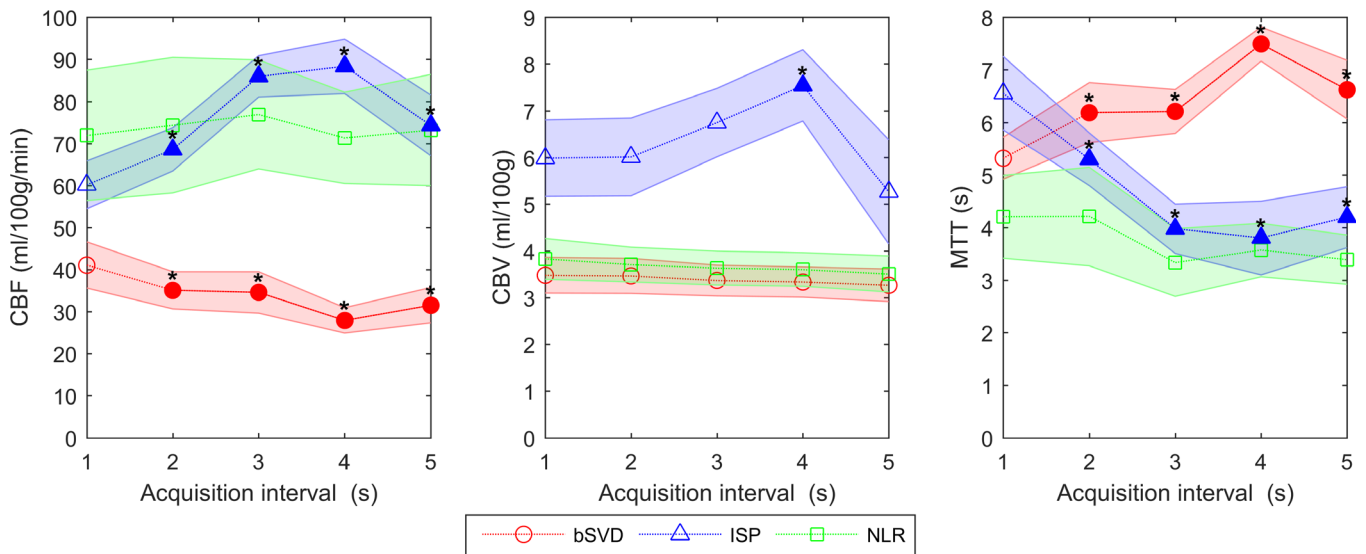 CBF (ml/100g/min)
100
90
80
70
60
50
40
30
20
10
0
* * * *
* * * *
1 2 3 4 5
Acquisition interval (s)
CBV (ml/100g)
9
8
7
6
5
4
3
2
1
0
*
1 2 3 4 5
Acquisition interval (s)
MTT (s)
8
7
6
5
4
3
2
1
0
* * * *
* * * *
1 2 3 4 5
Acquisition interval (s)
bSVD ISP NLR